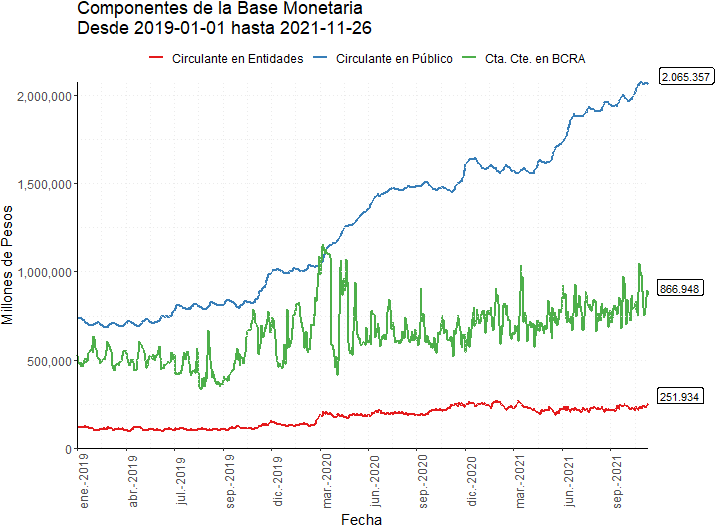 Componentes de la Base Monetaria
Desde 2019-01-01 hasta 2021-11-26
Circulante en Entidades
Circulante en Público
Cta. Cte. en BCRA
Millones de Pesos
2,000,000
1,500,000
1,000,000
500,000
0
2.065.357
866.948
251.934
ene.-2019
abr.-2019
jul.-2019
sep.-2019
dic.-2019
mar.-2020
jun.-2020
sep.-2020
dic.-2020
mar.-2021
jun.-2021
sep.-2021
Fecha